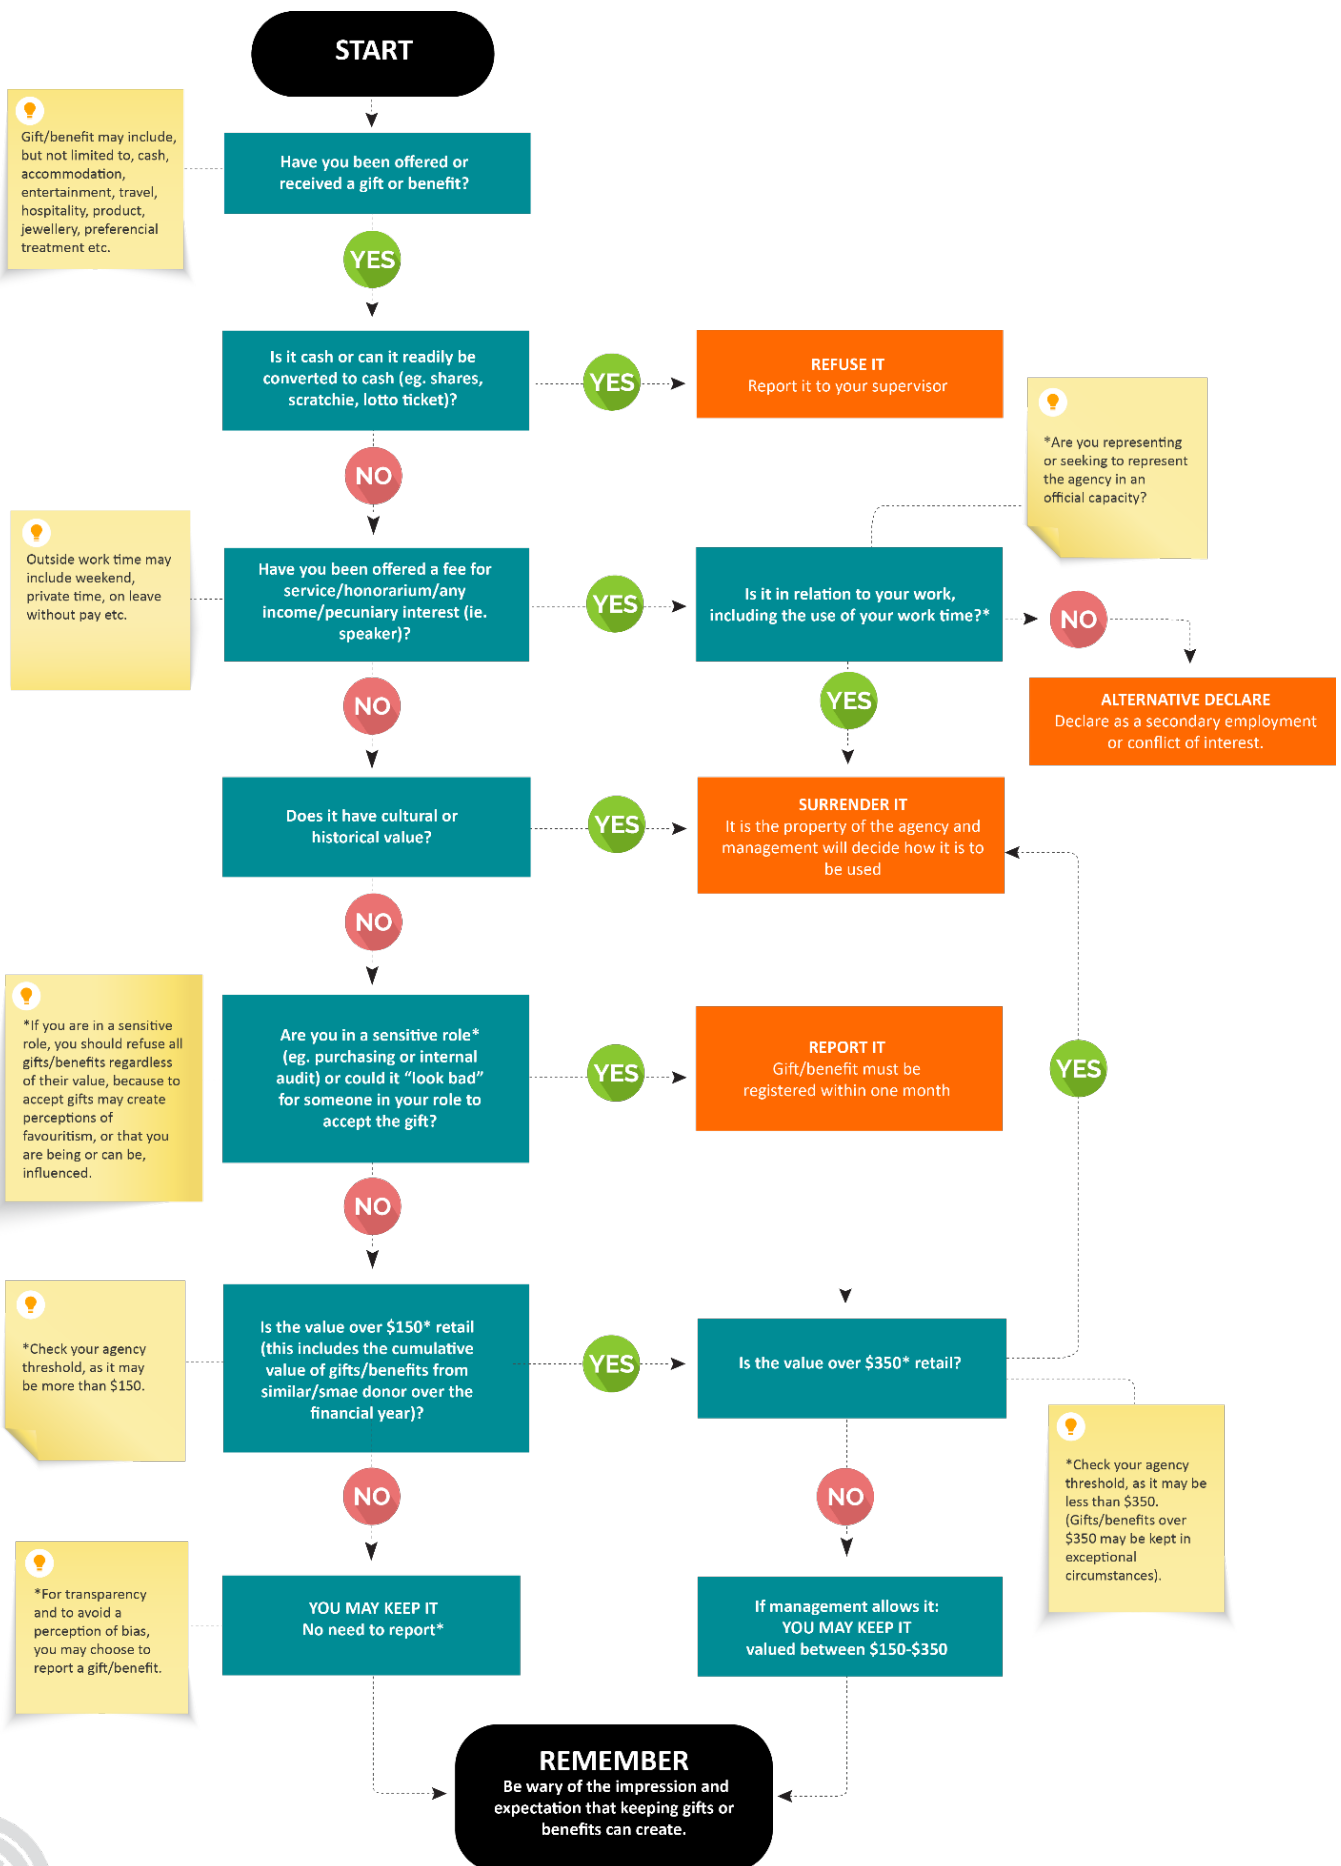 START
Gift/benefit may include,
but not limited to, cash,
accommodation,
entertainment, travel,
hospitality, product,
jewellery, preferencial
treatment etc.
Have you been offered or
received a gift or benefit?
YES
Is it cash or can it readily be
converted to cash (eg. shares,
scratchie, lotto ticket)?
YES
REFUSE IT
Report it to your supervisor
NO
*Are you representing
or seeking to represent
the agency in an
official capacity?
Outside work time may
include weekend,
private time, on leave
without pay etc.
Have you been offered a fee for
service/honorarium/any
income/pecuniary interest (ie.
speaker)?
YES
Is it in relation to your work,
including the use of your work time?*
NO
ALTERNATIVE DECLARE
Declare as a secondary employment
or conflict of interest.
NO
YES
Does it have cultural or
historical value?
YES
SURRENDER IT
It is the property of the agency and
management will decide how it is to
be used
NO
*If you are in a sensitive
role, you should refuse all
gifts/benefits regardless
of their value, because to
accept gifts may create
perceptions of
favouritism, or that you
are being or can be,
influenced.
Are you in a sensitive role*
(eg. purchasing or internal
audit) or could it “look bad”
for someone in your role to
accept the gift?
YES
REPORT IT
Gift/benefit must be
registered within one month
YES
NO
*Check your agency
threshold, as it may
be more than $150.
Is the value over $150* retail
(this includes the cumulative
value of gifts/benefits from
similar/smae donor over the
financial year)?
YES
Is the value over $350* retail?
*Check your agency
threshold, as it may be
less than $350.
(Gifts/benefits over
$350 may be kept in
exceptional
circumstances).
NO
NO
*For transparency
and to avoid a
perception of bias,
you may choose to
report a gift/benefit.
YOU MAY KEEP IT
No need to report*
If management allows it:
YOU MAY KEEP IT
valued between $150-$350
REMEMBER
Be wary of the impression and
expectation that keeping gifts or
benefits can create.